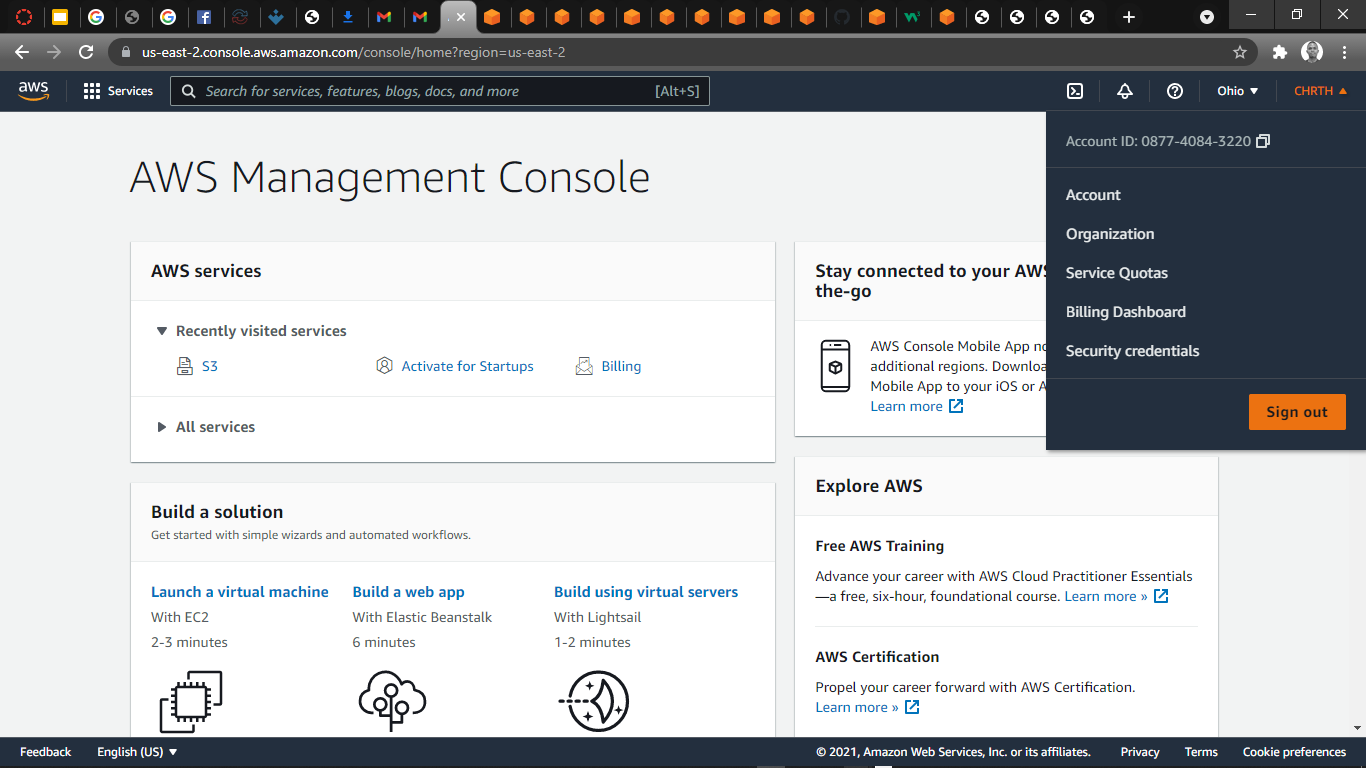 us-east-2.console.aws.amazon.com/console/home?region=us-east-2
aws
Services
Search for services, features, blogs, docs, and more
[Alt+S]
Ohio
CHRTH
Account ID: 0877-4084-3220
Account
Organization
Service Quotas
Billing Dashboard
Security credentials
Sign out
AWS Management Console
AWS services
Recently visited services
S3
Activate for Startups
Billing
All services
Build a solution
Get started with simple wizards and automated workflows.
Launch a virtual machine
With EC2
2-3 minutes
Build a web app
With Elastic Beanstalk
6 minutes
Build using virtual servers
With Lightsail
1-2 minutes
Stay connected to your AWS
the-go
AWS Console Mobile App no
additional regions. Downloa
Mobile App to your iOS or A
Learn more
Explore AWS
Free AWS Training
Advance your career with AWS Cloud Practitioner Essentials
—a free, six-hour, foundational course. Learn more »
AWS Certification
Propel your career forward with AWS Certification.
Learn more »
Feedback
English (US)
© 2021, Amazon Web Services, Inc. or its affiliates.
Privacy
Terms
Cookie preferences